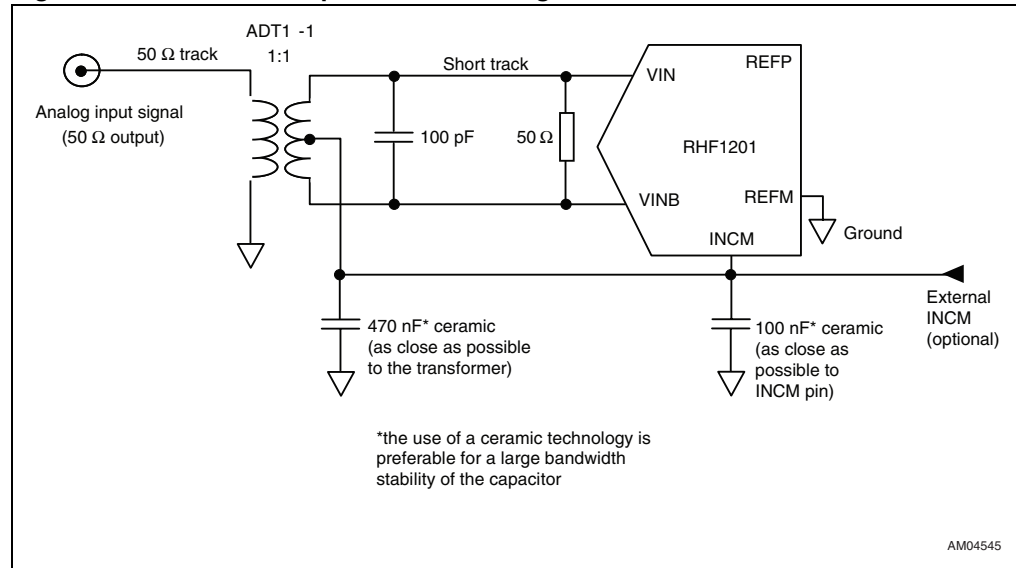 ADT1 -1
1:1
50 Ω track
Short track
Analog input signal
(50 Ω output)
100 pF
50 Ω
VIN
REFP
RHF1201
VINB
REFM
INCM
Ground
470 nF* ceramic
(as close as possible
to the transformer)
100 nF* ceramic
(as close as
possible to
INCM pin)
External
INCM
(optional)
*the use of a ceramic technology is
preferable for a large bandwidth
stability of the capacitor
AM04545